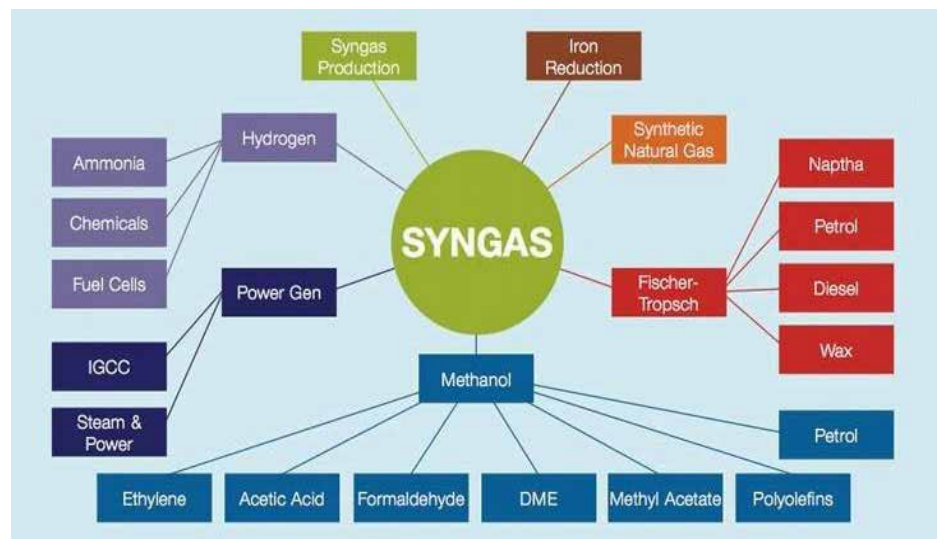 Syngas
Production
Iron
Reduction
Hydrogen
Synthetic
Natural Gas
Ammonia
Naptha
Chemicals
Petrol
SYNGAS
Fuel Cells
Power Gen
Fischer-
Tropsch
Diesel
IGCC
Wax
Methanol
Steam &
Power
Petrol
Ethylene
Acetic Acid
Formaldehyde
DME
Methyl Acetate
Polyolefins